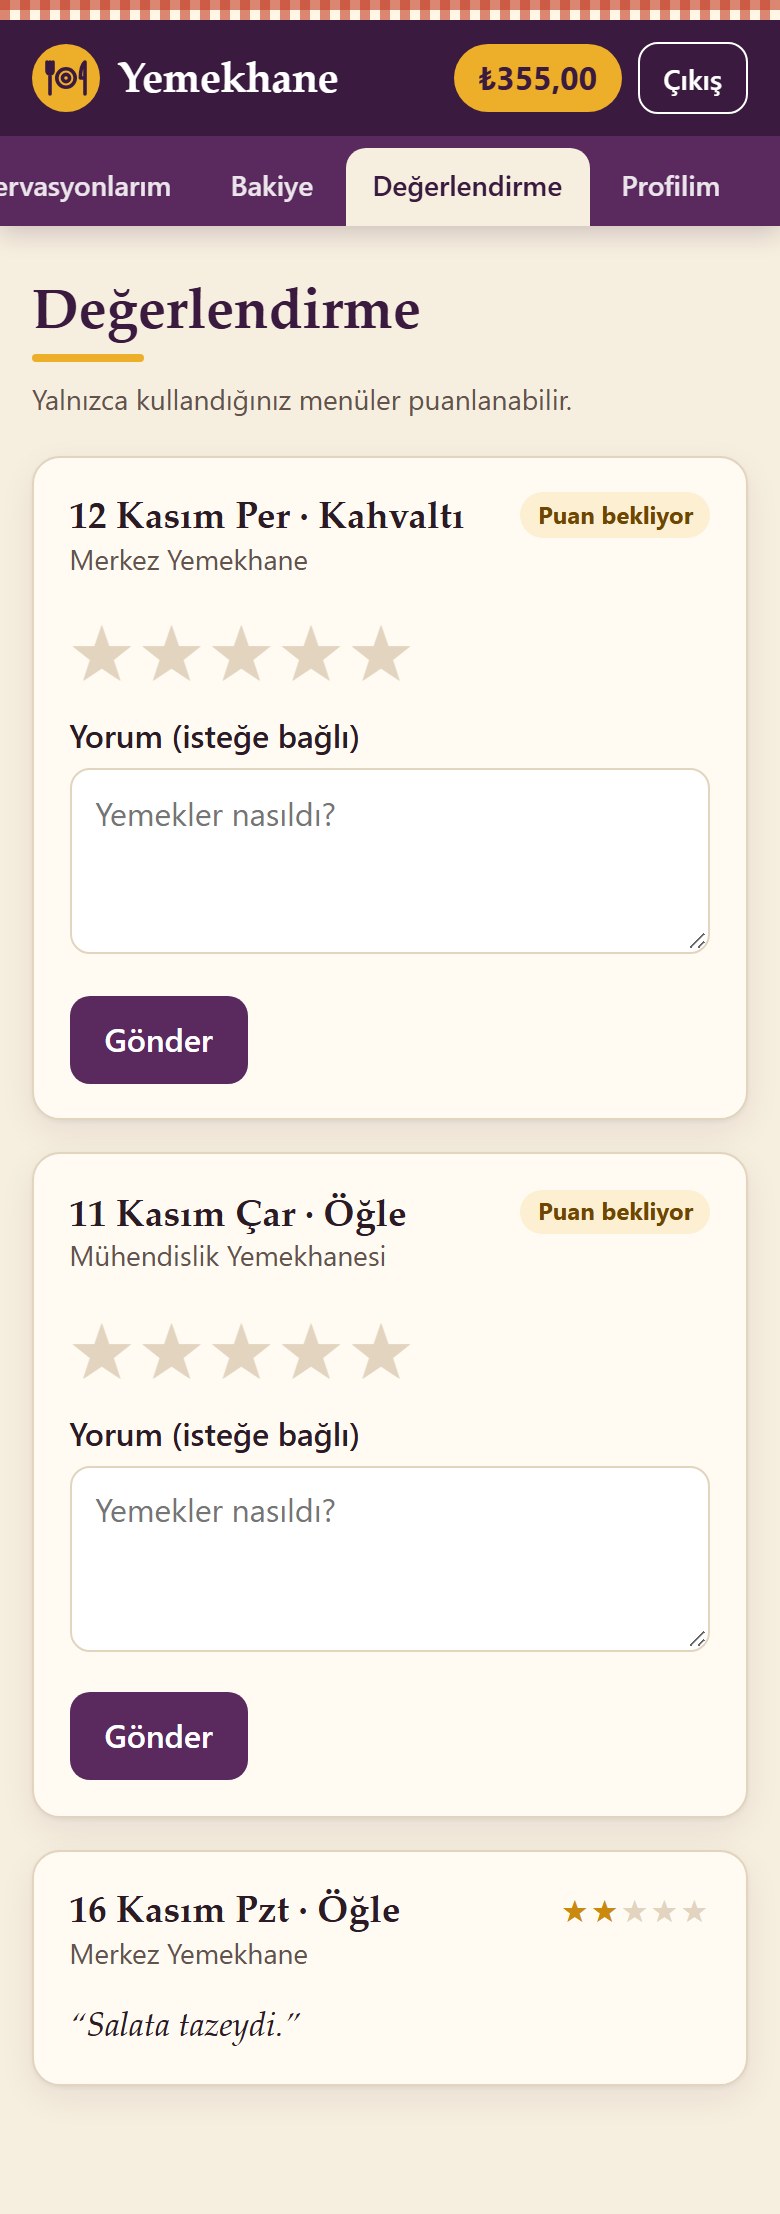 Yemekhane
₺355,00
Çıkış
ervasyonlarım
Bakiye
Değerlendirme
Profilim
Değerlendirme
Yalnızca kullandığınız menüler puanlanabilir.
12 Kasım Per · Kahvaltı
Puan bekliyor
Merkez Yemekhane
Yorum (isteğe bağlı)
Yemekler nasıldı?
Gönder
11 Kasım Çar · Öğle
Puan bekliyor
Mühendislik Yemekhanesi
Yorum (isteğe bağlı)
Yemekler nasıldı?
Gönder
16 Kasım Pzt · Öğle
Merkez Yemekhane
“Salata tazeydi.”